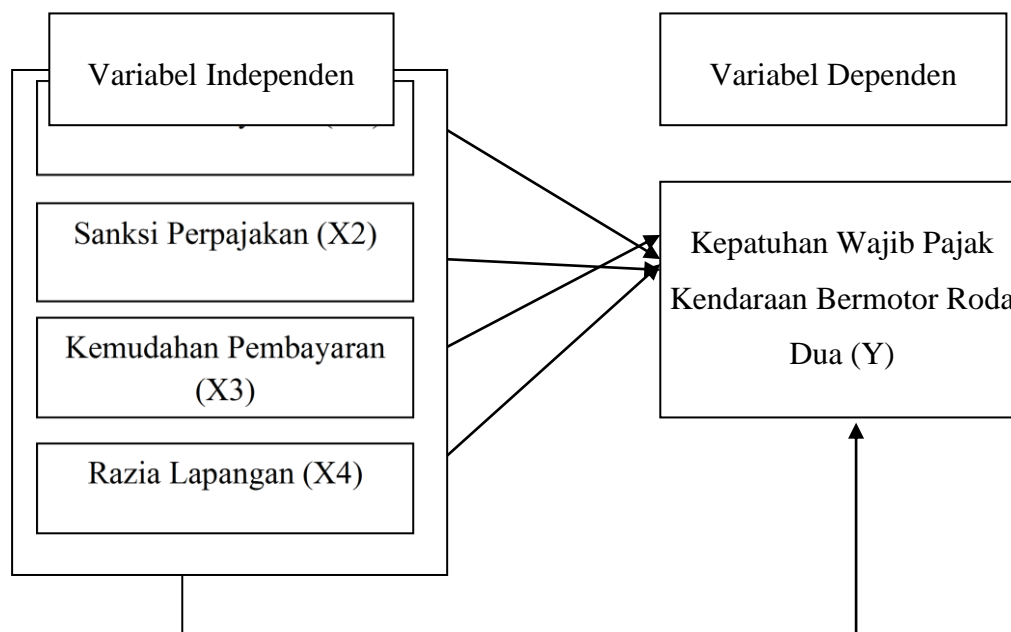 Variabel Independen
Variabel Dependen
Sanksi Perpajakan (X2)
Kemudahan Pembayaran
(X3)
Razia Lapangan (X4)
Kepatuhan Wajib Pajak
Kendaraan Bermotor Roda
Dua (Y)